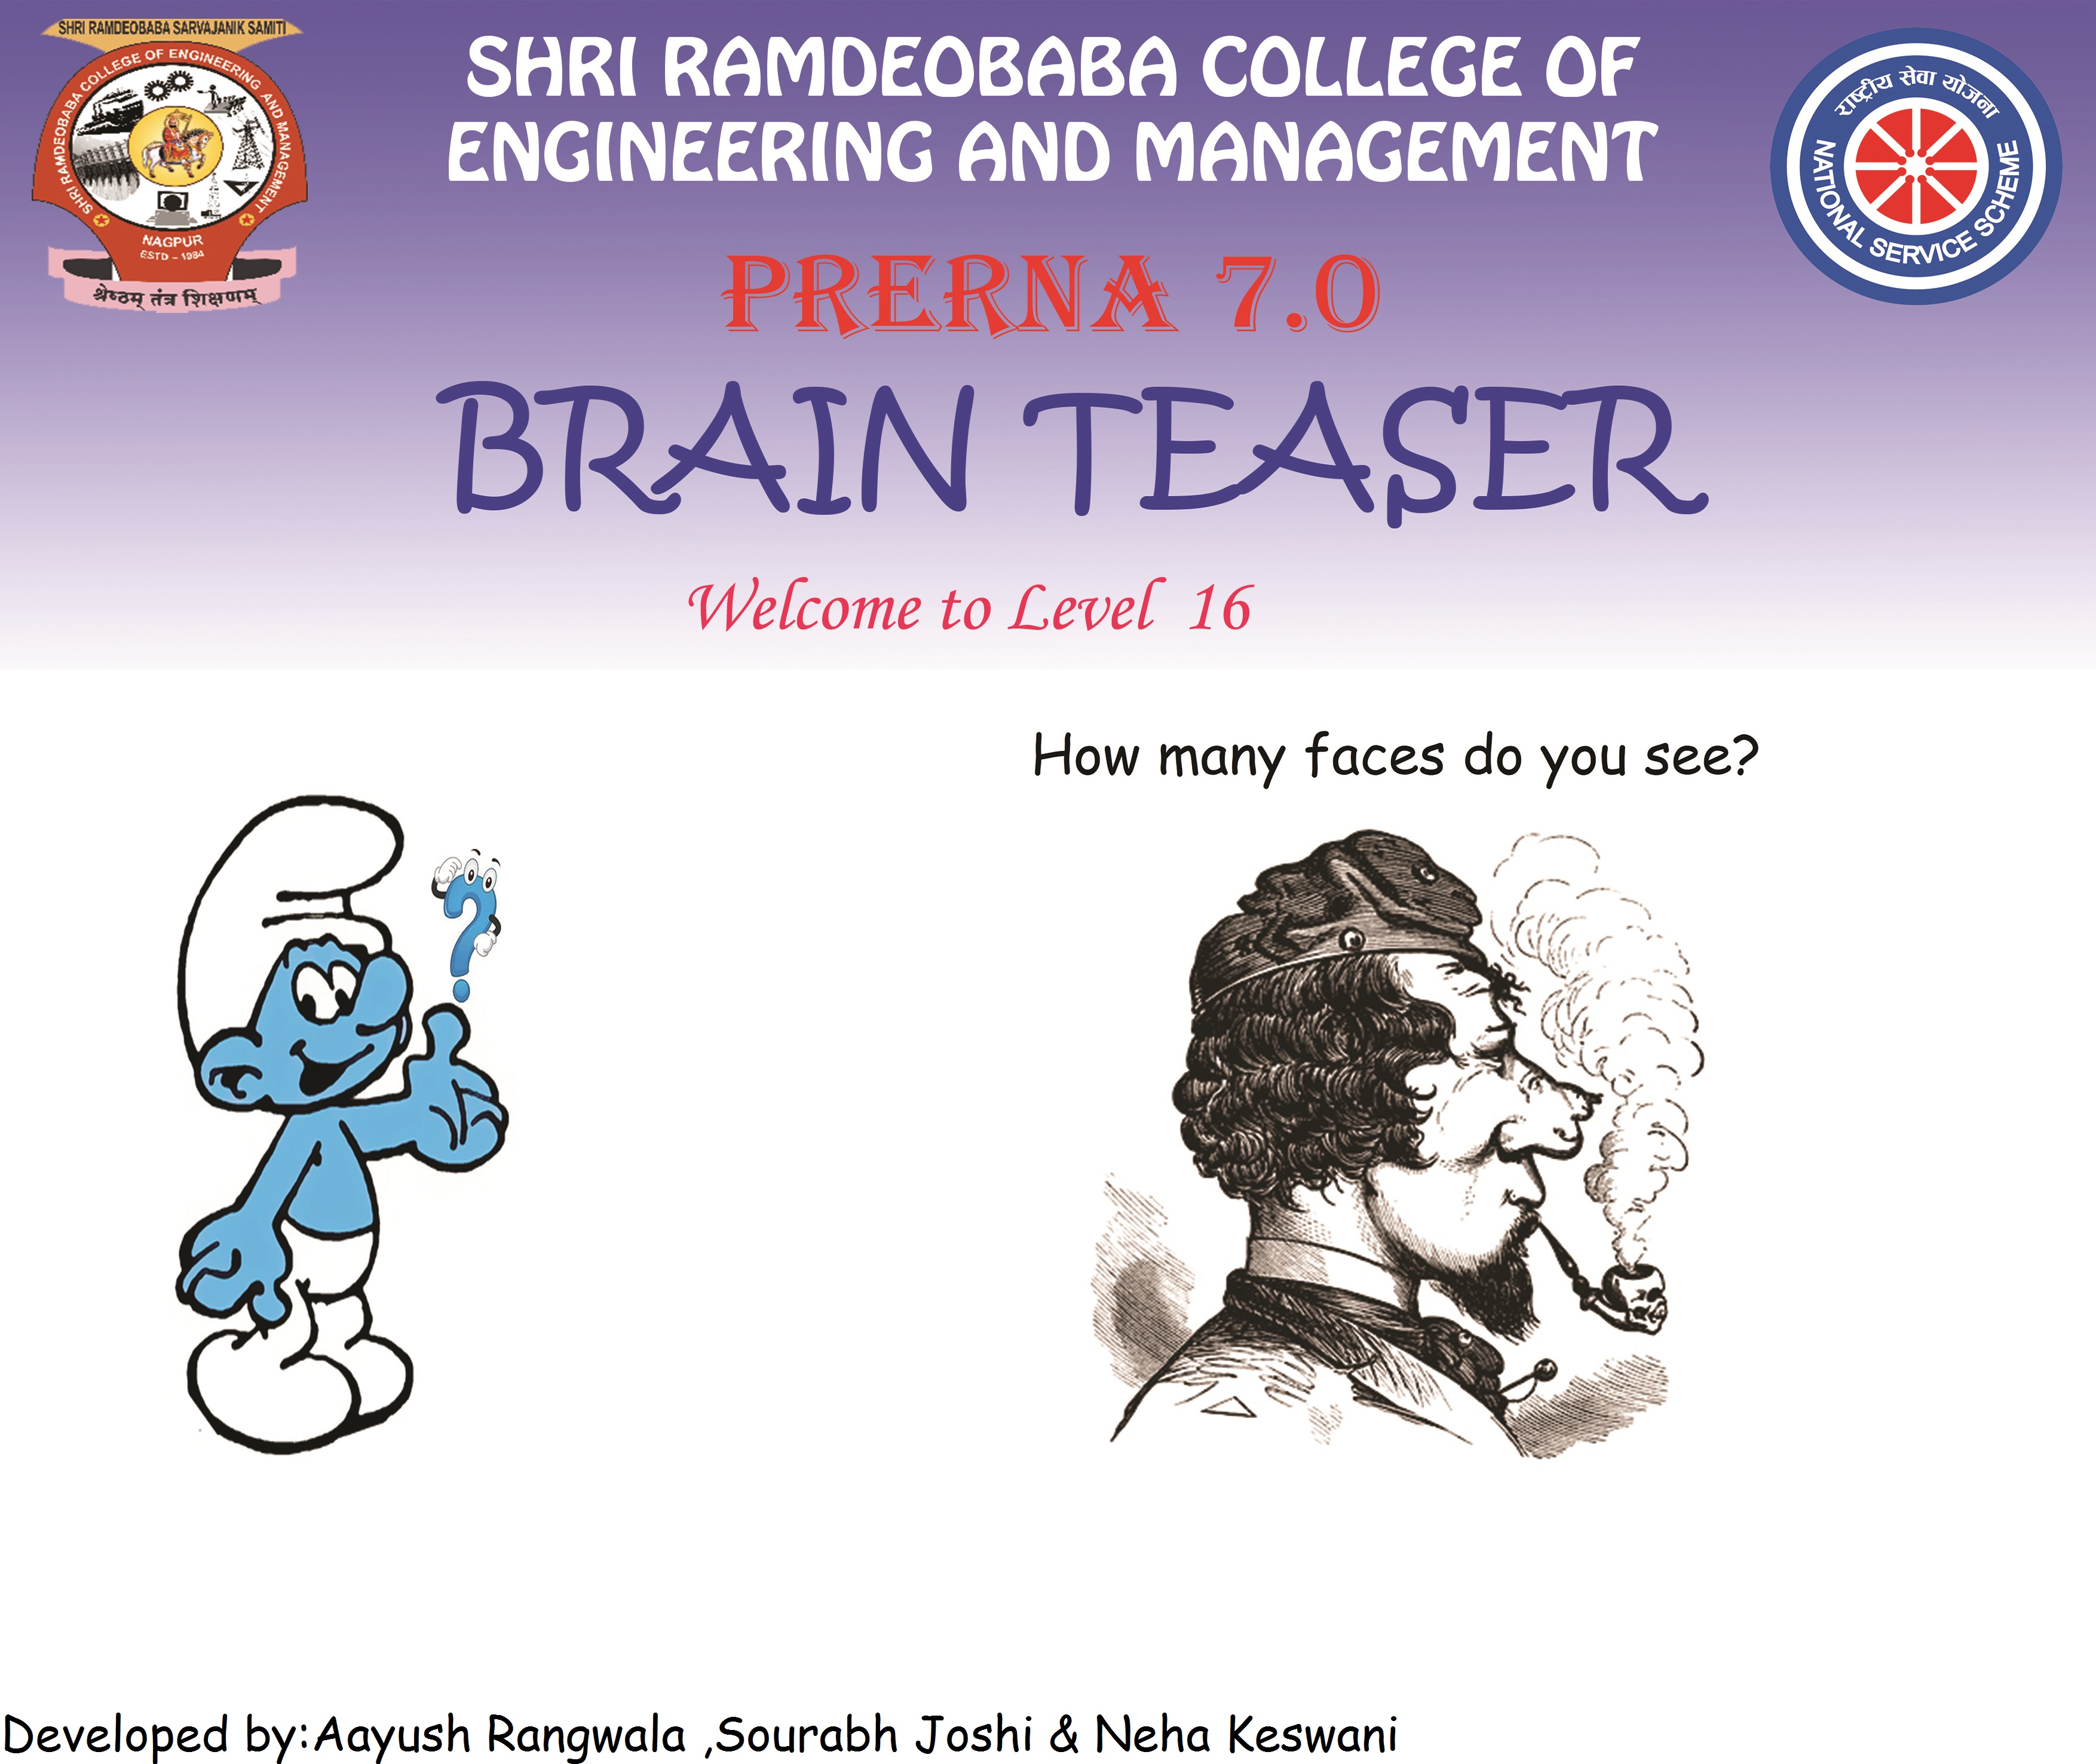 SHRI RAMDEOBABA SARVAJANIK SAMITI
SHRI RAMDEOBABA COLLEGE OF ENGINEERING AND MANAGEMENT
NAGPUR
ESTD - 1984
श्रेष्ठम् तंत्र शिक्षणम्
SHRI RAMDEOBABA COLLEGE OF
ENGINEERING AND MANAGEMENT
राष्ट्रीय सेवा योजना
NATIONAL SERVICE SCHEME
PRERNA 7.0
BRAIN TEASER
Welcome to Level 16
How many faces do you see?
?
Developed by:Aayush Rangwala ,Sourabh Joshi & Neha Keswani